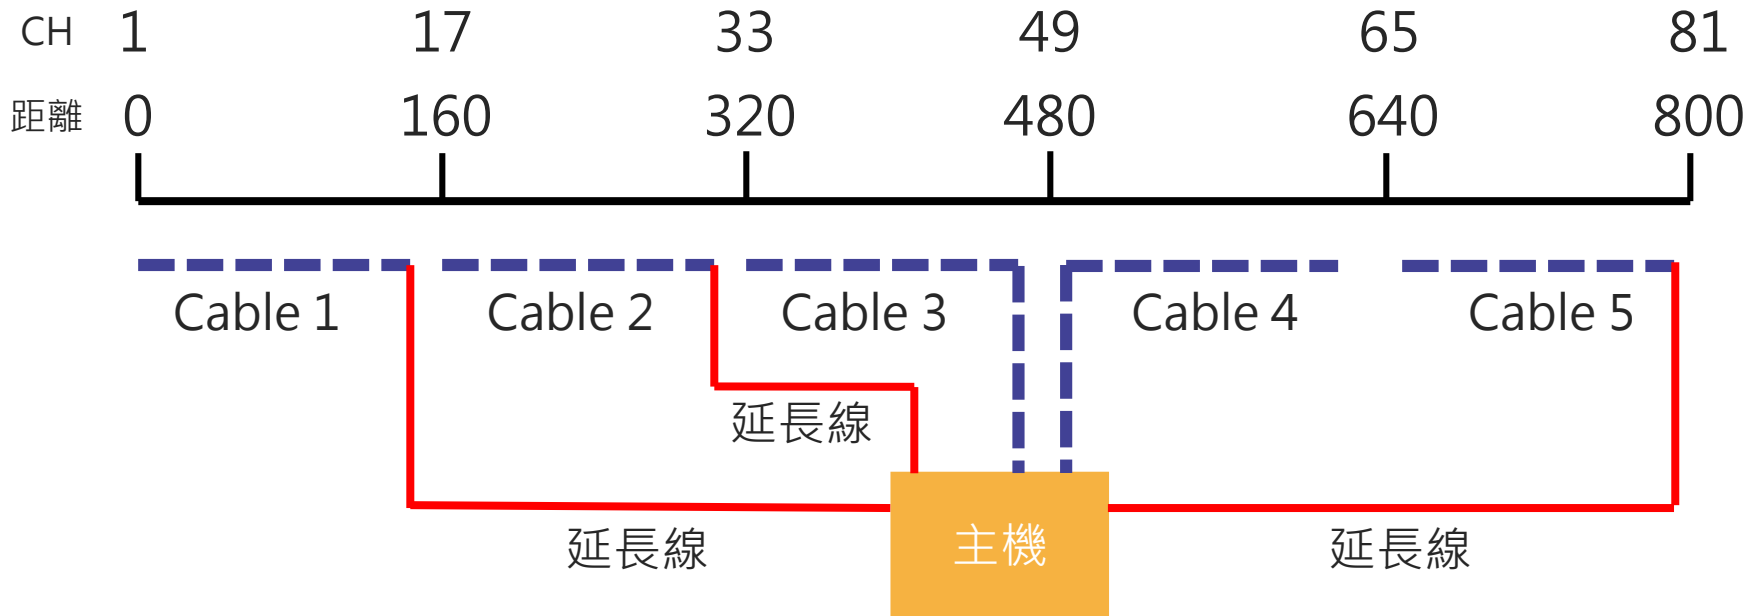 CH 1 17 33 49 65 81
距離 0 160 320 480 640 800
Cable 1 Cable 2 Cable 3 Cable 4 Cable 5
延長線
延長線 主機 延長線